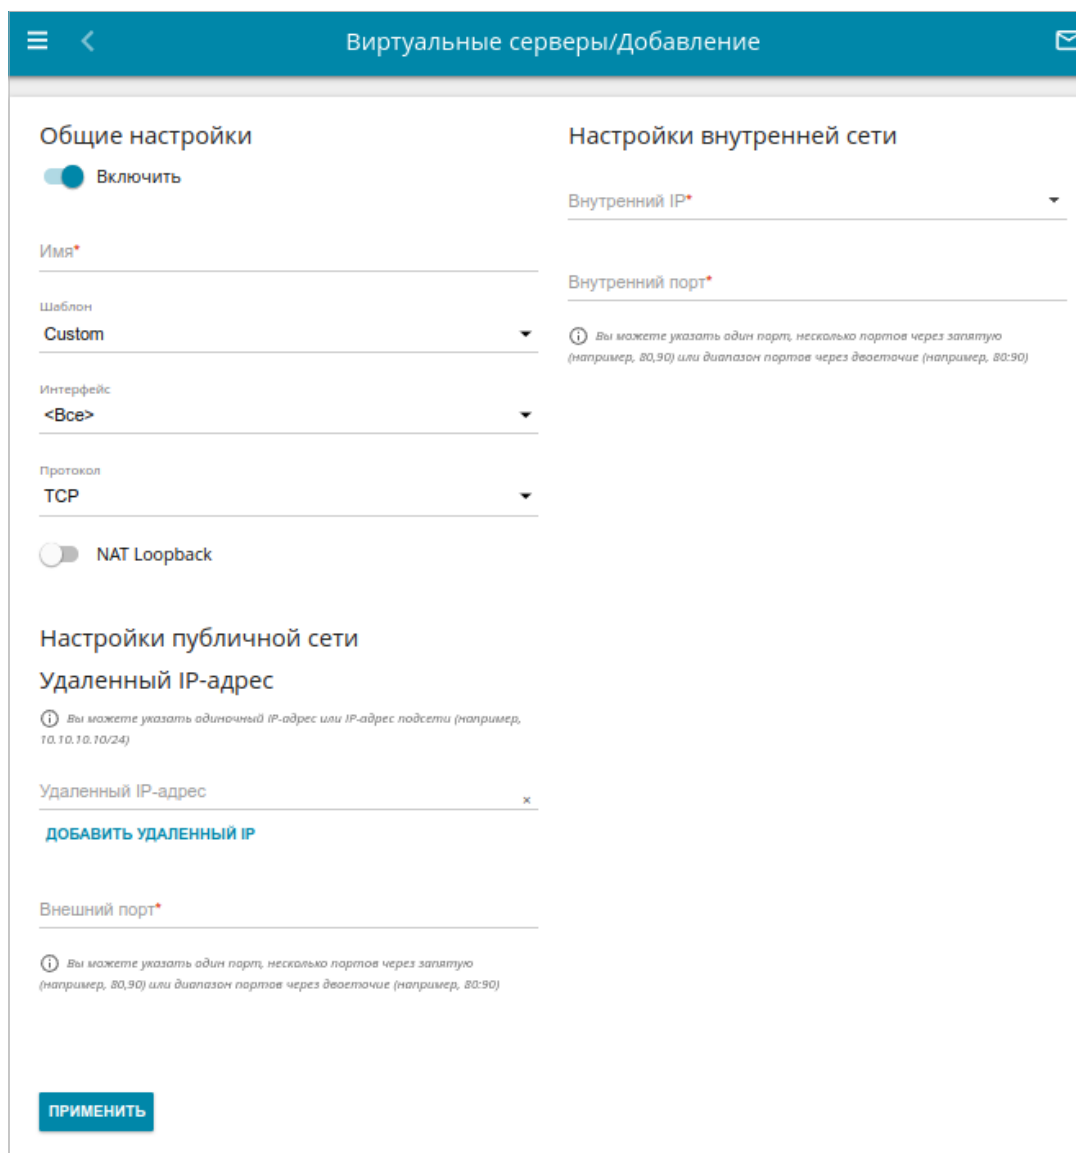 Виртуальные серверы/Добавление
Общие настройки
Включить
Имя*
Шаблон
Custom
Интерфейс
<Все>
Протокол
TCP
NAT Loopback
Настройки публичной сети
Удаленный IP-адрес
Вы можете указать одиночный IP-адрес или IP-адрес подсети (например,
10.10.10.10/24)
Удаленный IP-адрес
×
ДОБАВИТЬ УДАЛЕННЫЙ IP
Внешний порт*
Вы можете указать один порт, несколько портов через запятую
(например, 80,90) или диапазон портов через двоеточие (например, 80:90)
ПРИМЕНИТЬ
Настройки внутренней сети
Внутренний IP*
Внутренний порт*
Вы можете указать один порт, несколько портов через запятую
(например, 80,90) или диапазон портов через двоеточие (например, 80:90)